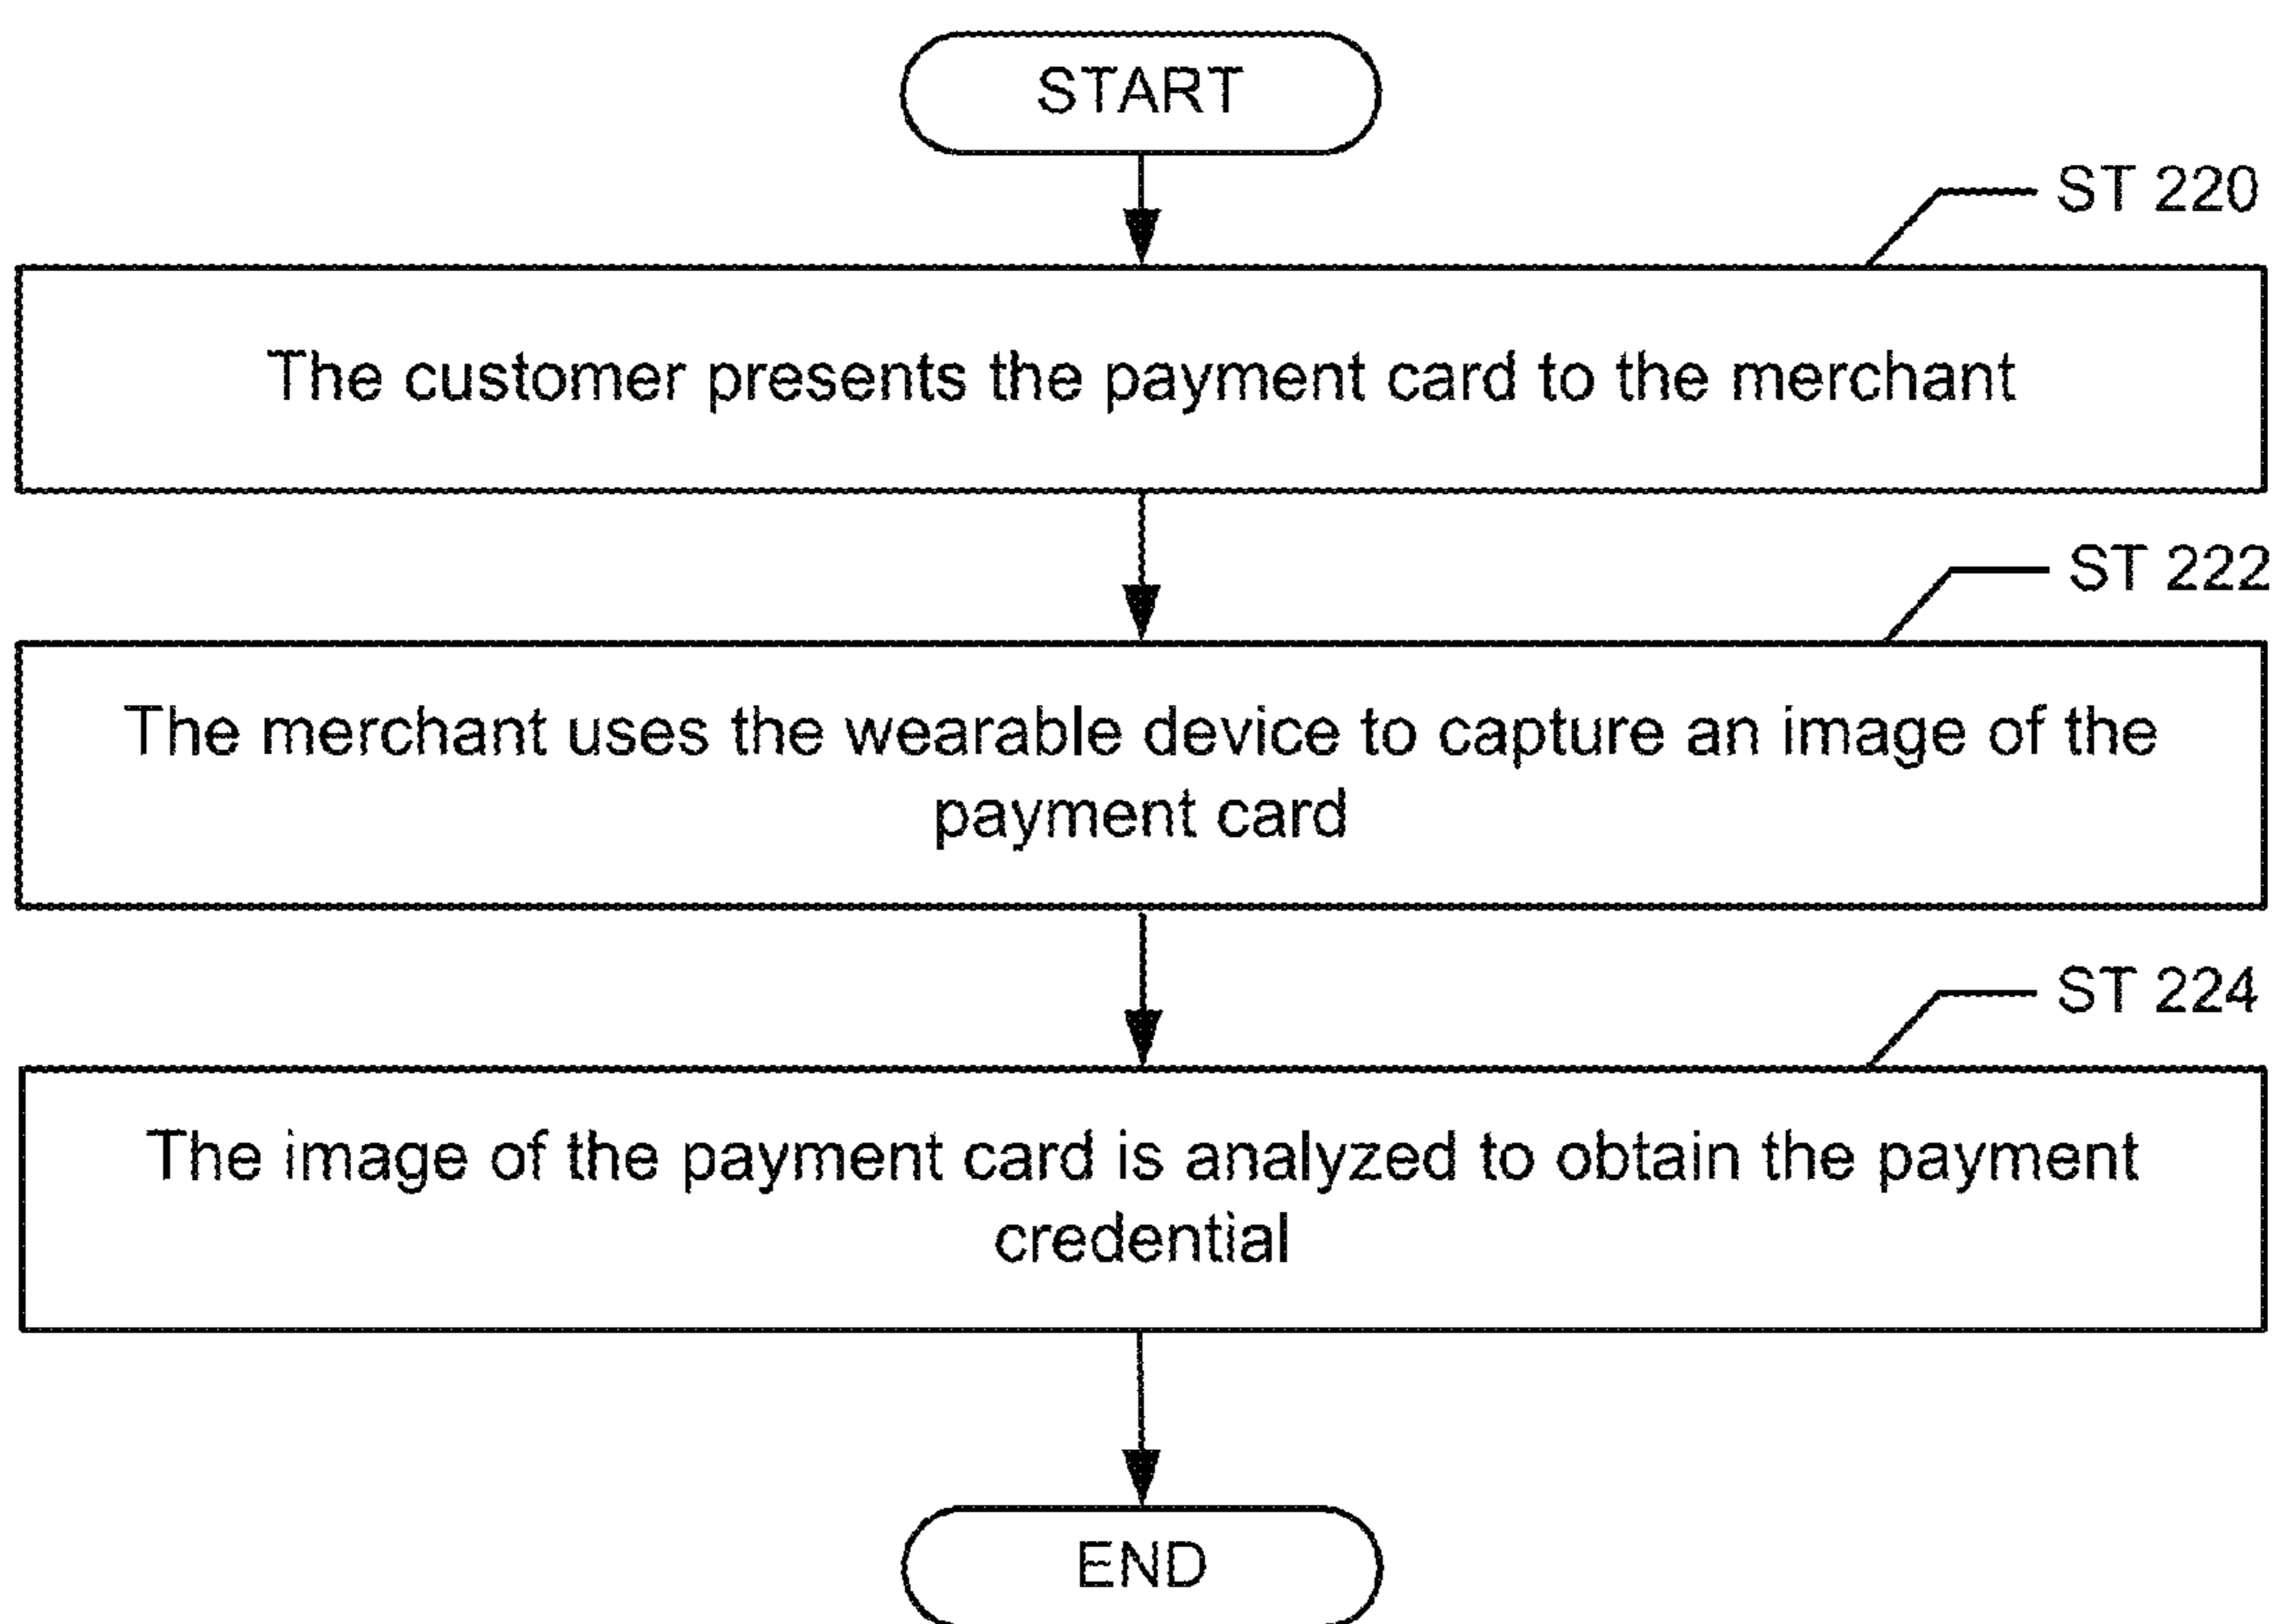 START
ST 220
The customer presents the payment card to the merchant
ST 222
The merchant uses the wearable device to capture an image of the
payment card
ST 224
The image of the payment card is analyzed to obtain the payment
credential
END